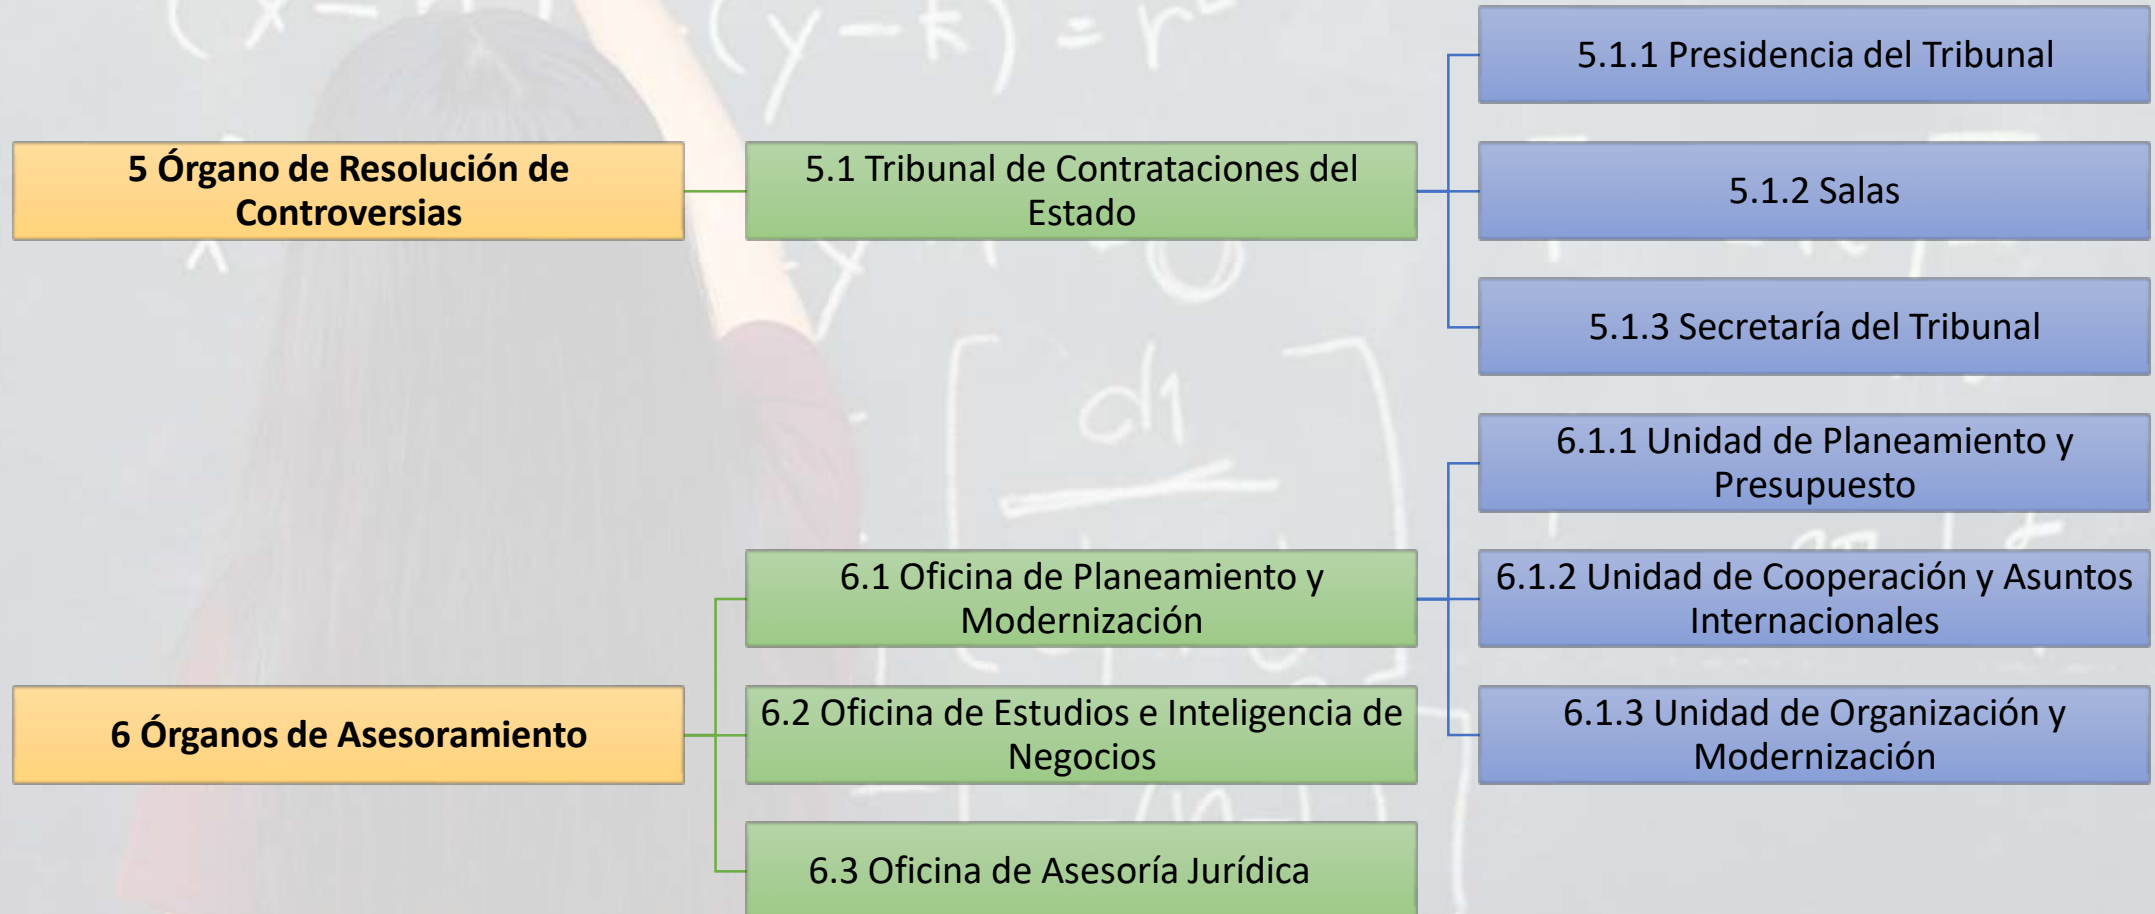 5 Órgano de Resolución de
Controversias
5.1 Tribunal de Contrataciones del
Estado
5.1.1 Presidencia del Tribunal
5.1.2 Salas
5.1.3 Secretaría del Tribunal
6 Órganos de Asesoramiento
6.1 Oficina de Planeamiento y
Modernización
6.1.1 Unidad de Planeamiento y
Presupuesto
6.1.2 Unidad de Cooperación y Asuntos
Internacionales
6.1.3 Unidad de Organización y
Modernización
6.2 Oficina de Estudios e Inteligencia de
Negocios
6.3 Oficina de Asesoría Jurídica